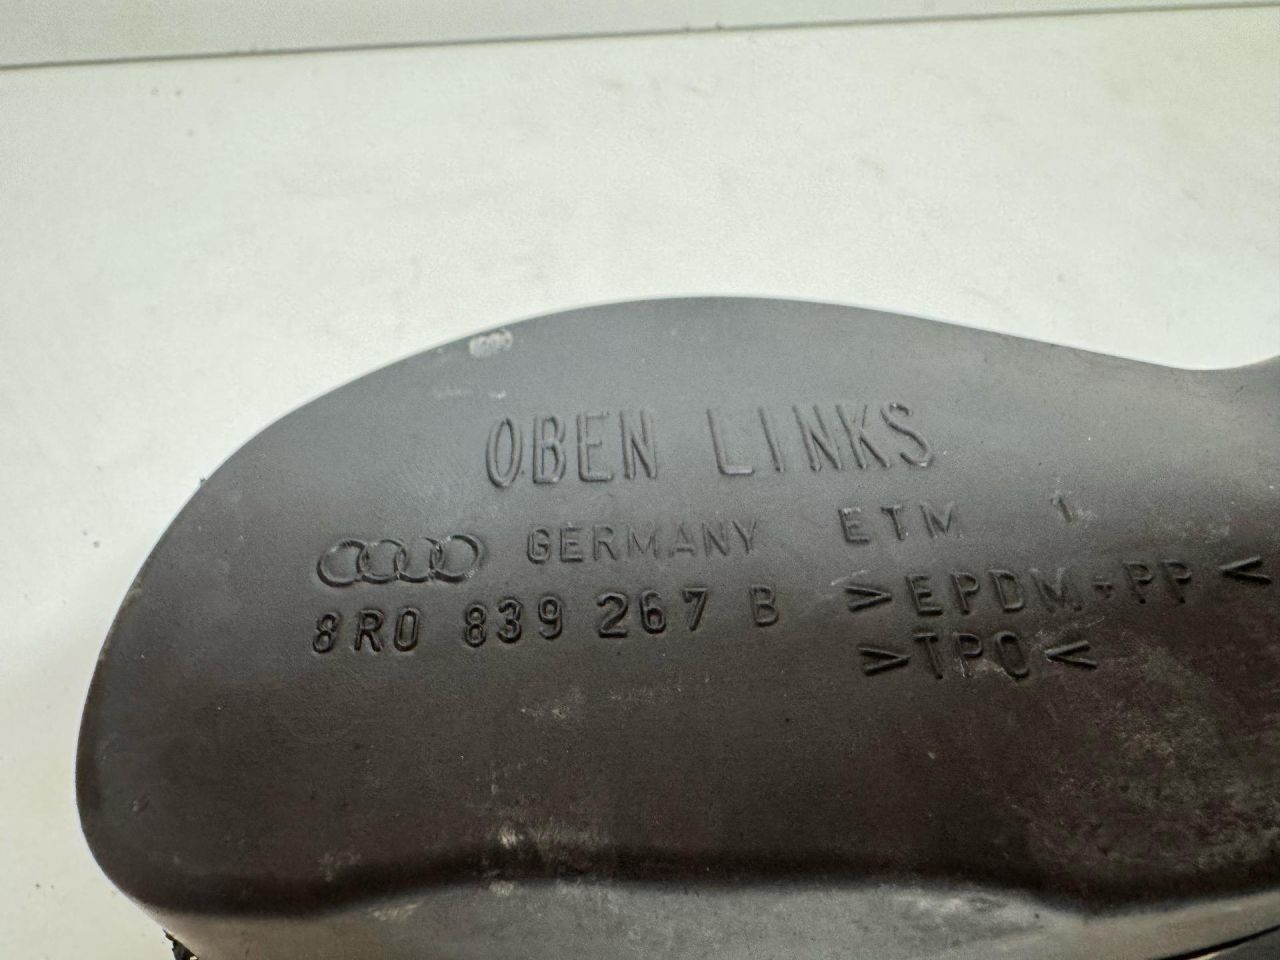 OBEN LINKS
GERMANY ETM 1
8R0 839 267 B >EPDM+PP<
>TPO<